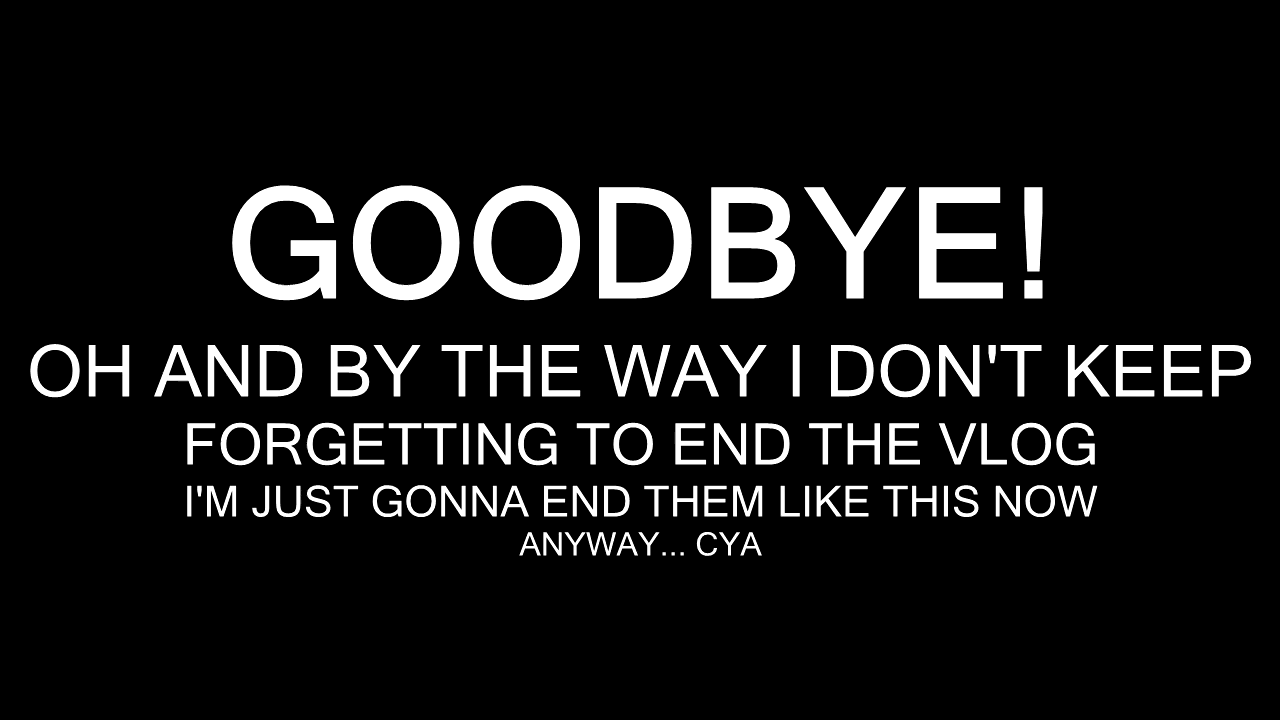 GOODBYE!
OH AND BY THE WAY I DON'T KEEP
FORGETTING TO END THE VLOG
I'M JUST GONNA END THEM LIKE THIS NOW
ANYWAY... CYA